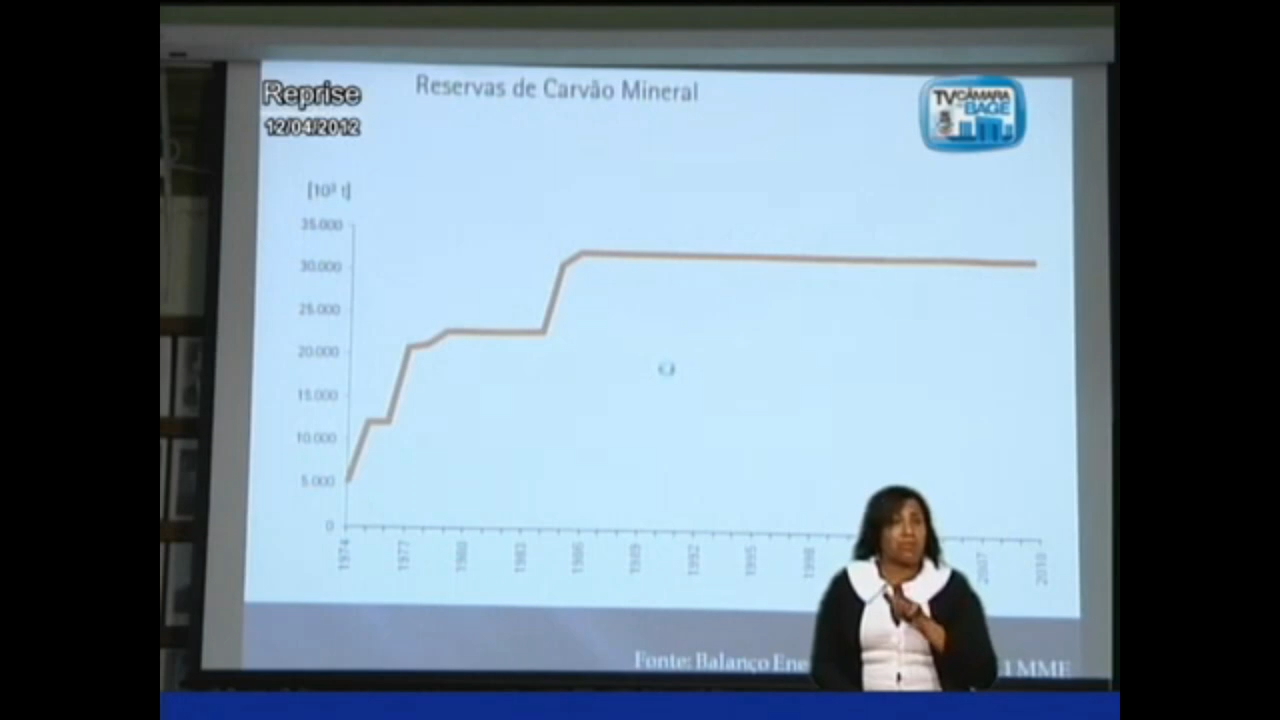 Reprise
12/04/2012
Reservas de Carvão Mineral
TV CÂMARA
BAGÉ
[10³ t]
35.000
30.000
25.000
20.000
15.000
10.000
5.000
0
1974
1977
1980
1983
1986
1989
1992
1995
1998
2007
2010
Fonte: Balanço Ene
MME